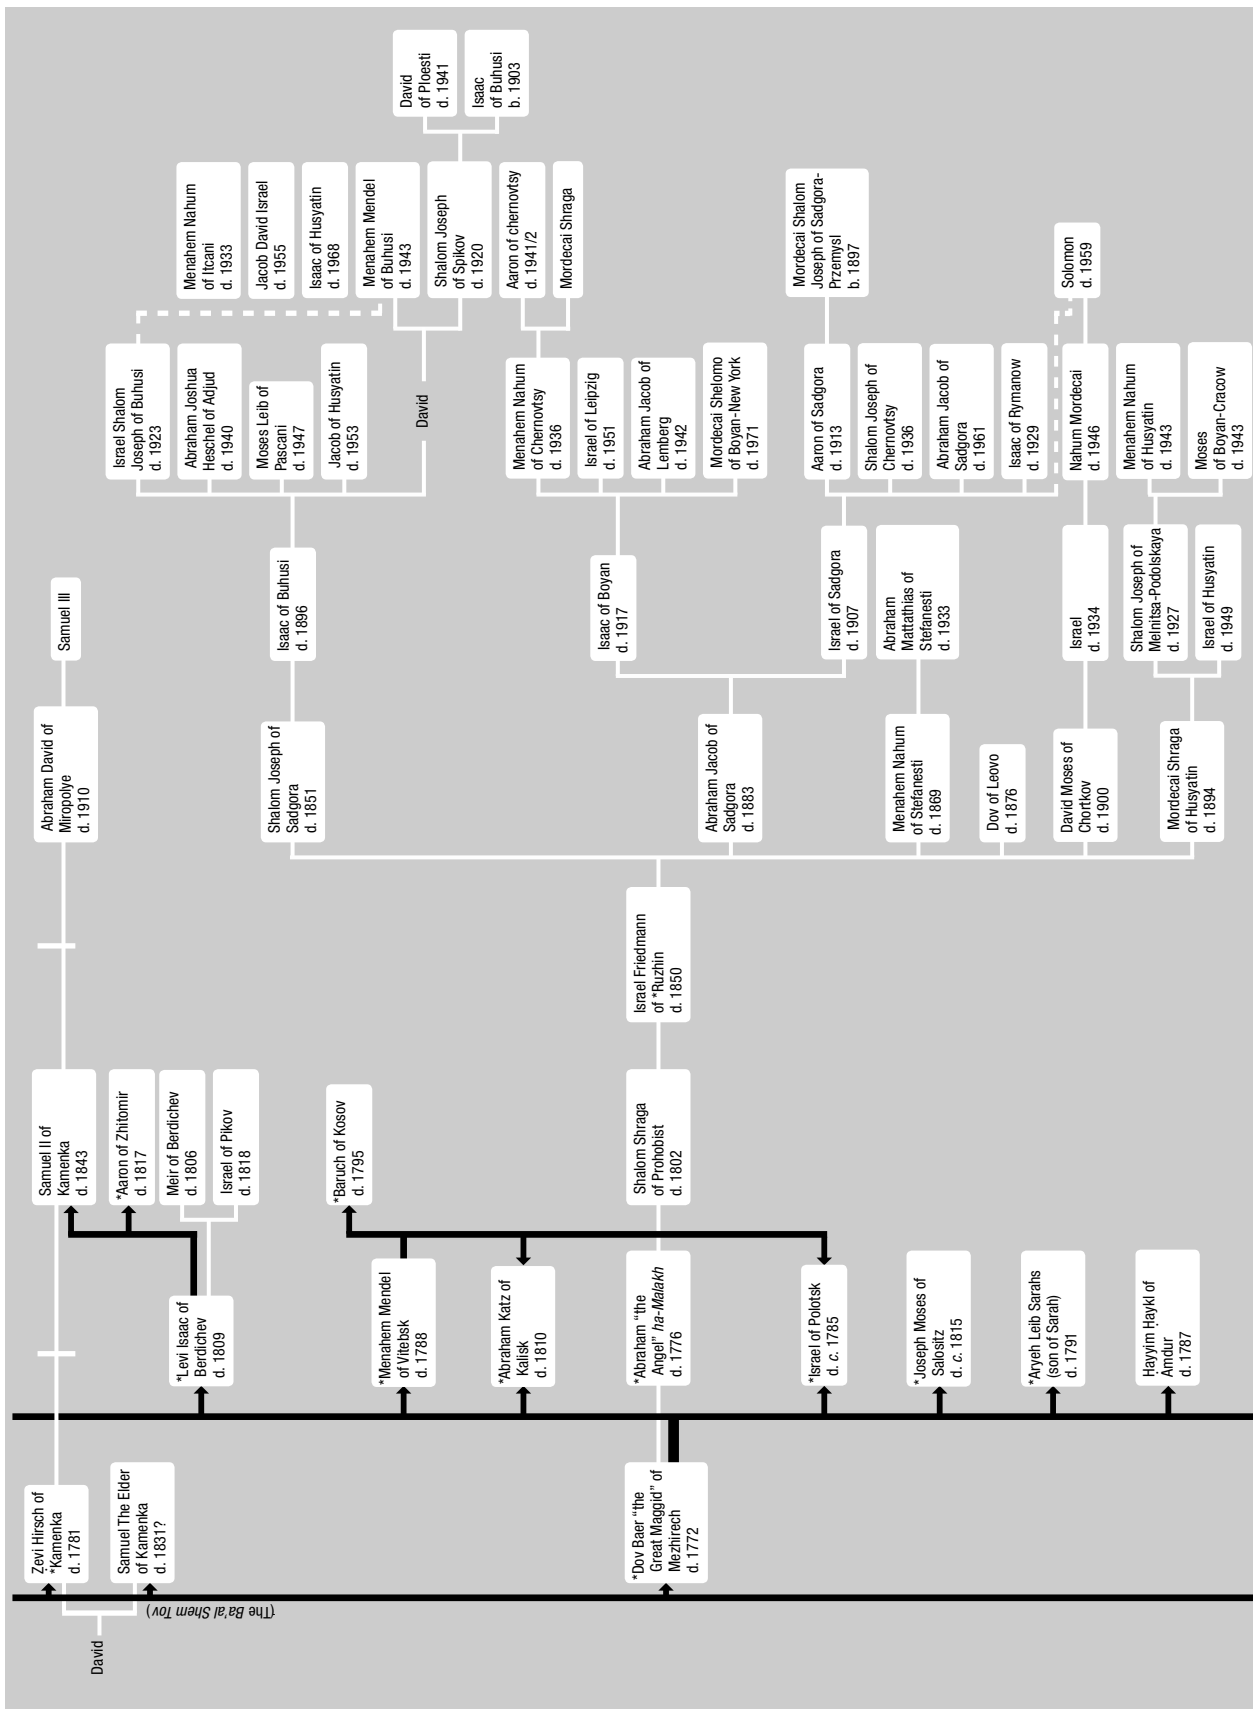 David
Ẓevi Hirsch of
*Kamenka
d. 1781
Samuel The Elder
of Kamenka
d. 1831?
(The Ba'al Shem Tov)
*Dov Baer “the
Great Maggid” of
Mezhirech
d. 1772
*Levi Isaac of
Berdichev
d. 1809
*Menahem Mendel
of Vitebsk
d. 1788
*Abraham Katz of
Kalisk
d. 1810
*Abraham “the
Angel” ha-Malakh
d. 1776
*Israel of Polotsk
d. c. 1785
*Joseph Moses of
Salositz
d. c. 1815
*Aryeh Leib Sarahs
(son of Sarah)
d. 1791
Ḥayyim Ḥaykl of
Amdur
d. 1787
Samuel II of
Kamenka
d. 1843
*Aaron of Zhitomir
d. 1817
Meir of Berdichev
d. 1806
Israel of Pikov
d. 1818
*Baruch of Kosov
d. 1795
Shalom Shraga
of Prohobist
d. 1802
Israel Friedmann
of *Ruzhin
d. 1850
Abraham David of
Miropolye
d. 1910
Shalom Joseph of
Sadgora
d. 1851
Abraham Jacob of
Sadgora
d. 1883
Menahem Nahum
of Stefanesti
d. 1869
Dov of Leovo
d. 1876
David Moses of
Chortkov
d. 1900
Mordecai Shraga
of Husyatin
d. 1894
Samuel III
Isaac of Buhusi
d. 1896
Isaac of Boyan
d. 1917
Israel of Sadgora
d. 1907
Abraham
Mattathias of
Stefanesti
d. 1933
Israel
d. 1934
Shalom Joseph of
Melnitsa-Podolskaya
d. 1927
Israel of Husyatin
d. 1949
Israel Shalom
Joseph of Buhusi
d. 1923
Abraham Joshua
Heschel of Adjud
d. 1940
Moses Leib of
Pascani
d. 1947
Jacob of Husyatin
d. 1953
David
Menahem Nahum
of Chernovtsy
d. 1936
Israel of Leipzig
d. 1951
Abraham Jacob of
Lemberg
d. 1942
Mordecai Shelomo
of Boyan-New York
d. 1971
Aaron of Sadgora
d. 1913
Shalom Joseph of
Chernovtsy
d. 1936
Abraham Jacob of
Sadgora
d. 1961
Isaac of Rymanow
d. 1929
Nahum Mordecai
d. 1946
Menahem Nahum
of Husyatin
d. 1943
Moses
of Boyan-Cracow
d. 1943
Menahem Nahum
of Itcani
d. 1933
Jacob David Israel
d. 1955
Isaac of Husyatin
d. 1968
Menahem Mendel
of Buhusi
d. 1943
Shalom Joseph
of Spikov
d. 1920
Aaron of chernovtsy
d. 1941/2
Mordecai Shraga
Mordecai Shalom
Joseph of Sadgora-
Przemysl
b. 1897
Solomon
d. 1959
David
of Ploesti
d. 1941
Isaac
of Buhusi
b. 1903